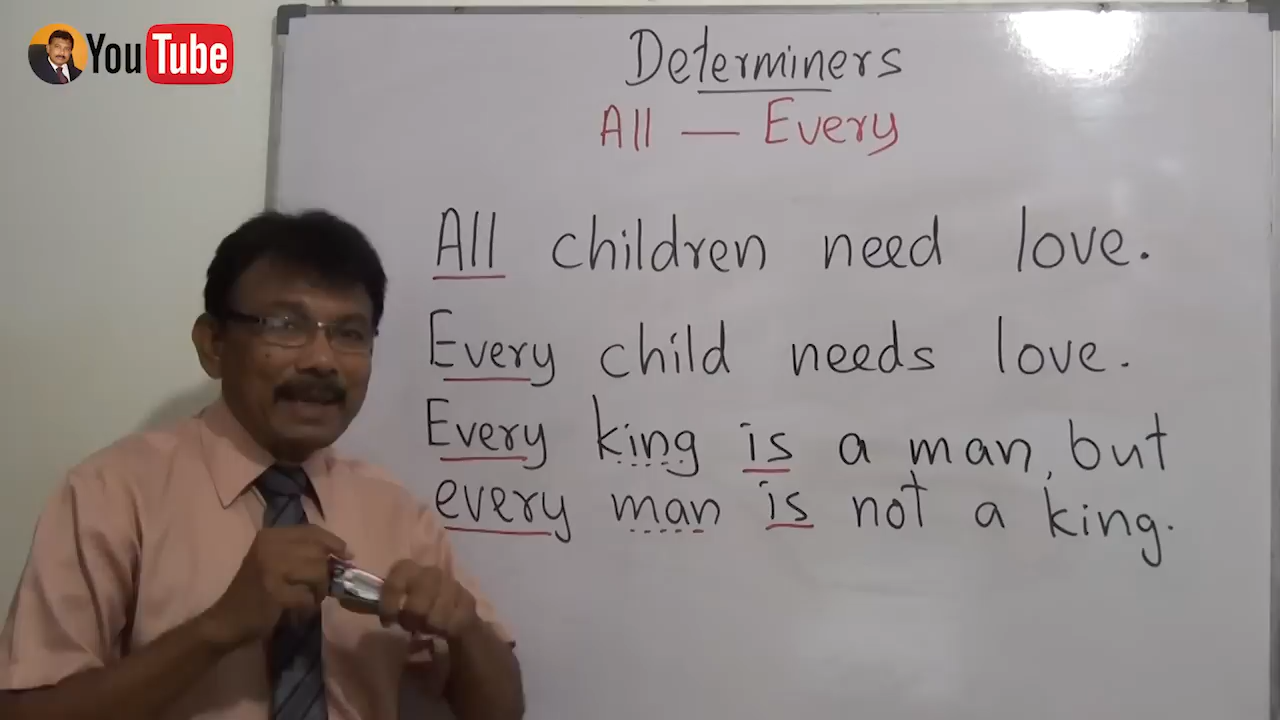 YouTube
Determiners
All — Every
All children need love.
Every child needs love.
Every king is a man, but
every man is not a king.